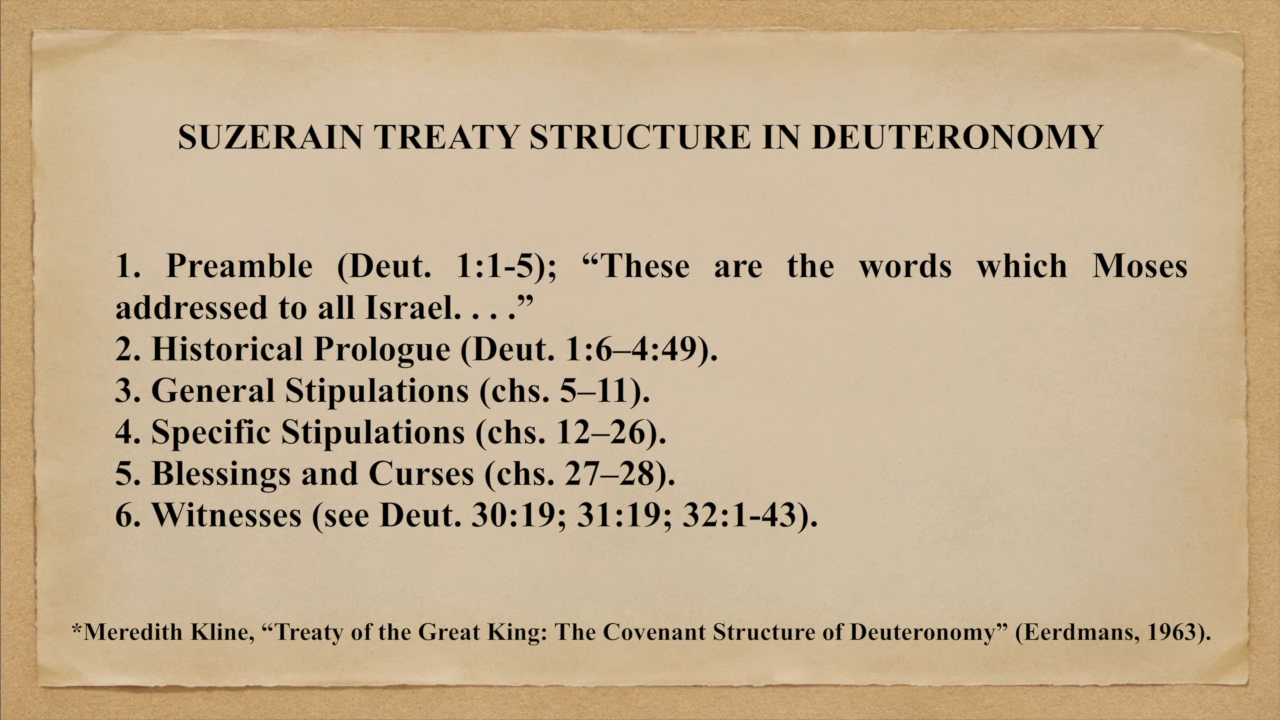 SUZERAIN TREATY STRUCTURE IN DEUTERONOMY
1. Preamble (Deut. 1:1-5); “These are the words which Moses
addressed to all Israel. . . .”
2. Historical Prologue (Deut. 1:6–4:49).
3. General Stipulations (chs. 5–11).
4. Specific Stipulations (chs. 12–26).
5. Blessings and Curses (chs. 27–28).
6. Witnesses (see Deut. 30:19; 31:19; 32:1-43).
*Meredith Kline, “Treaty of the Great King: The Covenant Structure of Deuteronomy” (Eerdmans, 1963).